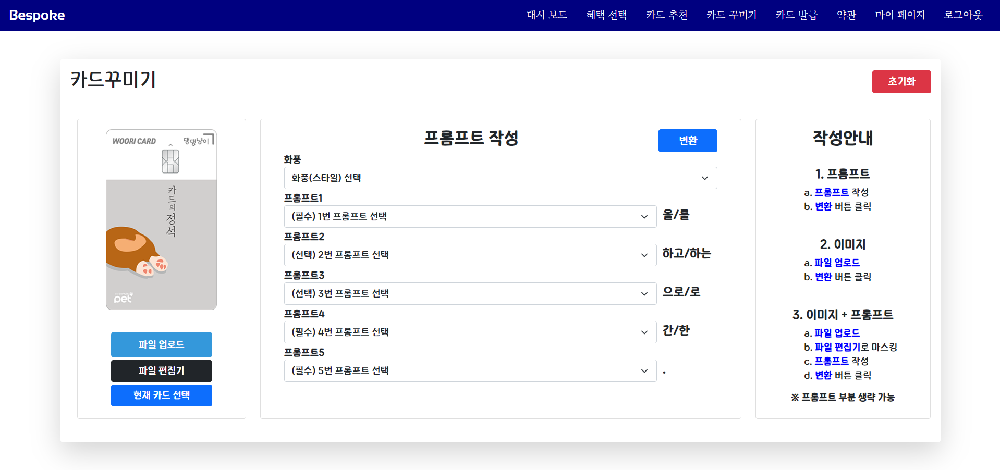 Bespoke
대시 보드 혜택 선택 카드 추천 카드 꾸미기 카드 발급 약관 마이 페이지 로그아웃
카드꾸미기
초기화
WOORI CARD
댕댕냥이
카드의정석
pet
파일 업로드
파일 편집기
현재 카드 선택
프롬프트 작성
변환
화풍
화풍(스타일) 선택
프롬프트1
(필수) 1번 프롬프트 선택 을/를
프롬프트2
(선택) 2번 프롬프트 선택 하고/하는
프롬프트3
(선택) 3번 프롬프트 선택 으로/로
프롬프트4
(필수) 4번 프롬프트 선택 간/한
프롬프트5
(필수) 5번 프롬프트 선택 .
작성안내
1. 프롬프트
a. 프롬프트 작성
b. 변환 버튼 클릭
2. 이미지
a. 파일 업로드
b. 변환 버튼 클릭
3. 이미지 + 프롬프트
a. 파일 업로드
b. 파일 편집기로 마스킹
c. 프롬프트 작성
d. 변환 버튼 클릭
※ 프롬프트 부분 생략 가능